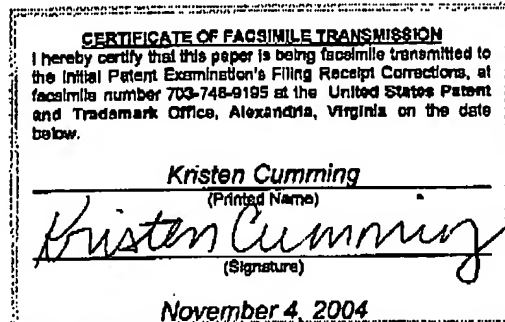 CERTIFICATE OF FACSIMILE TRANSMISSION
I hereby certify that this paper is being facsimile transmitted to
the Initial Patent Examination's Filing Receipt Corrections, at
facsimile number 703-746-9195 at the United States Patent
and Trademark Office, Alexandria, Virginia on the date
below.
Kristen Cumming
(Printed Name)
Kristen Cumming
(Signature)
November 4, 2004